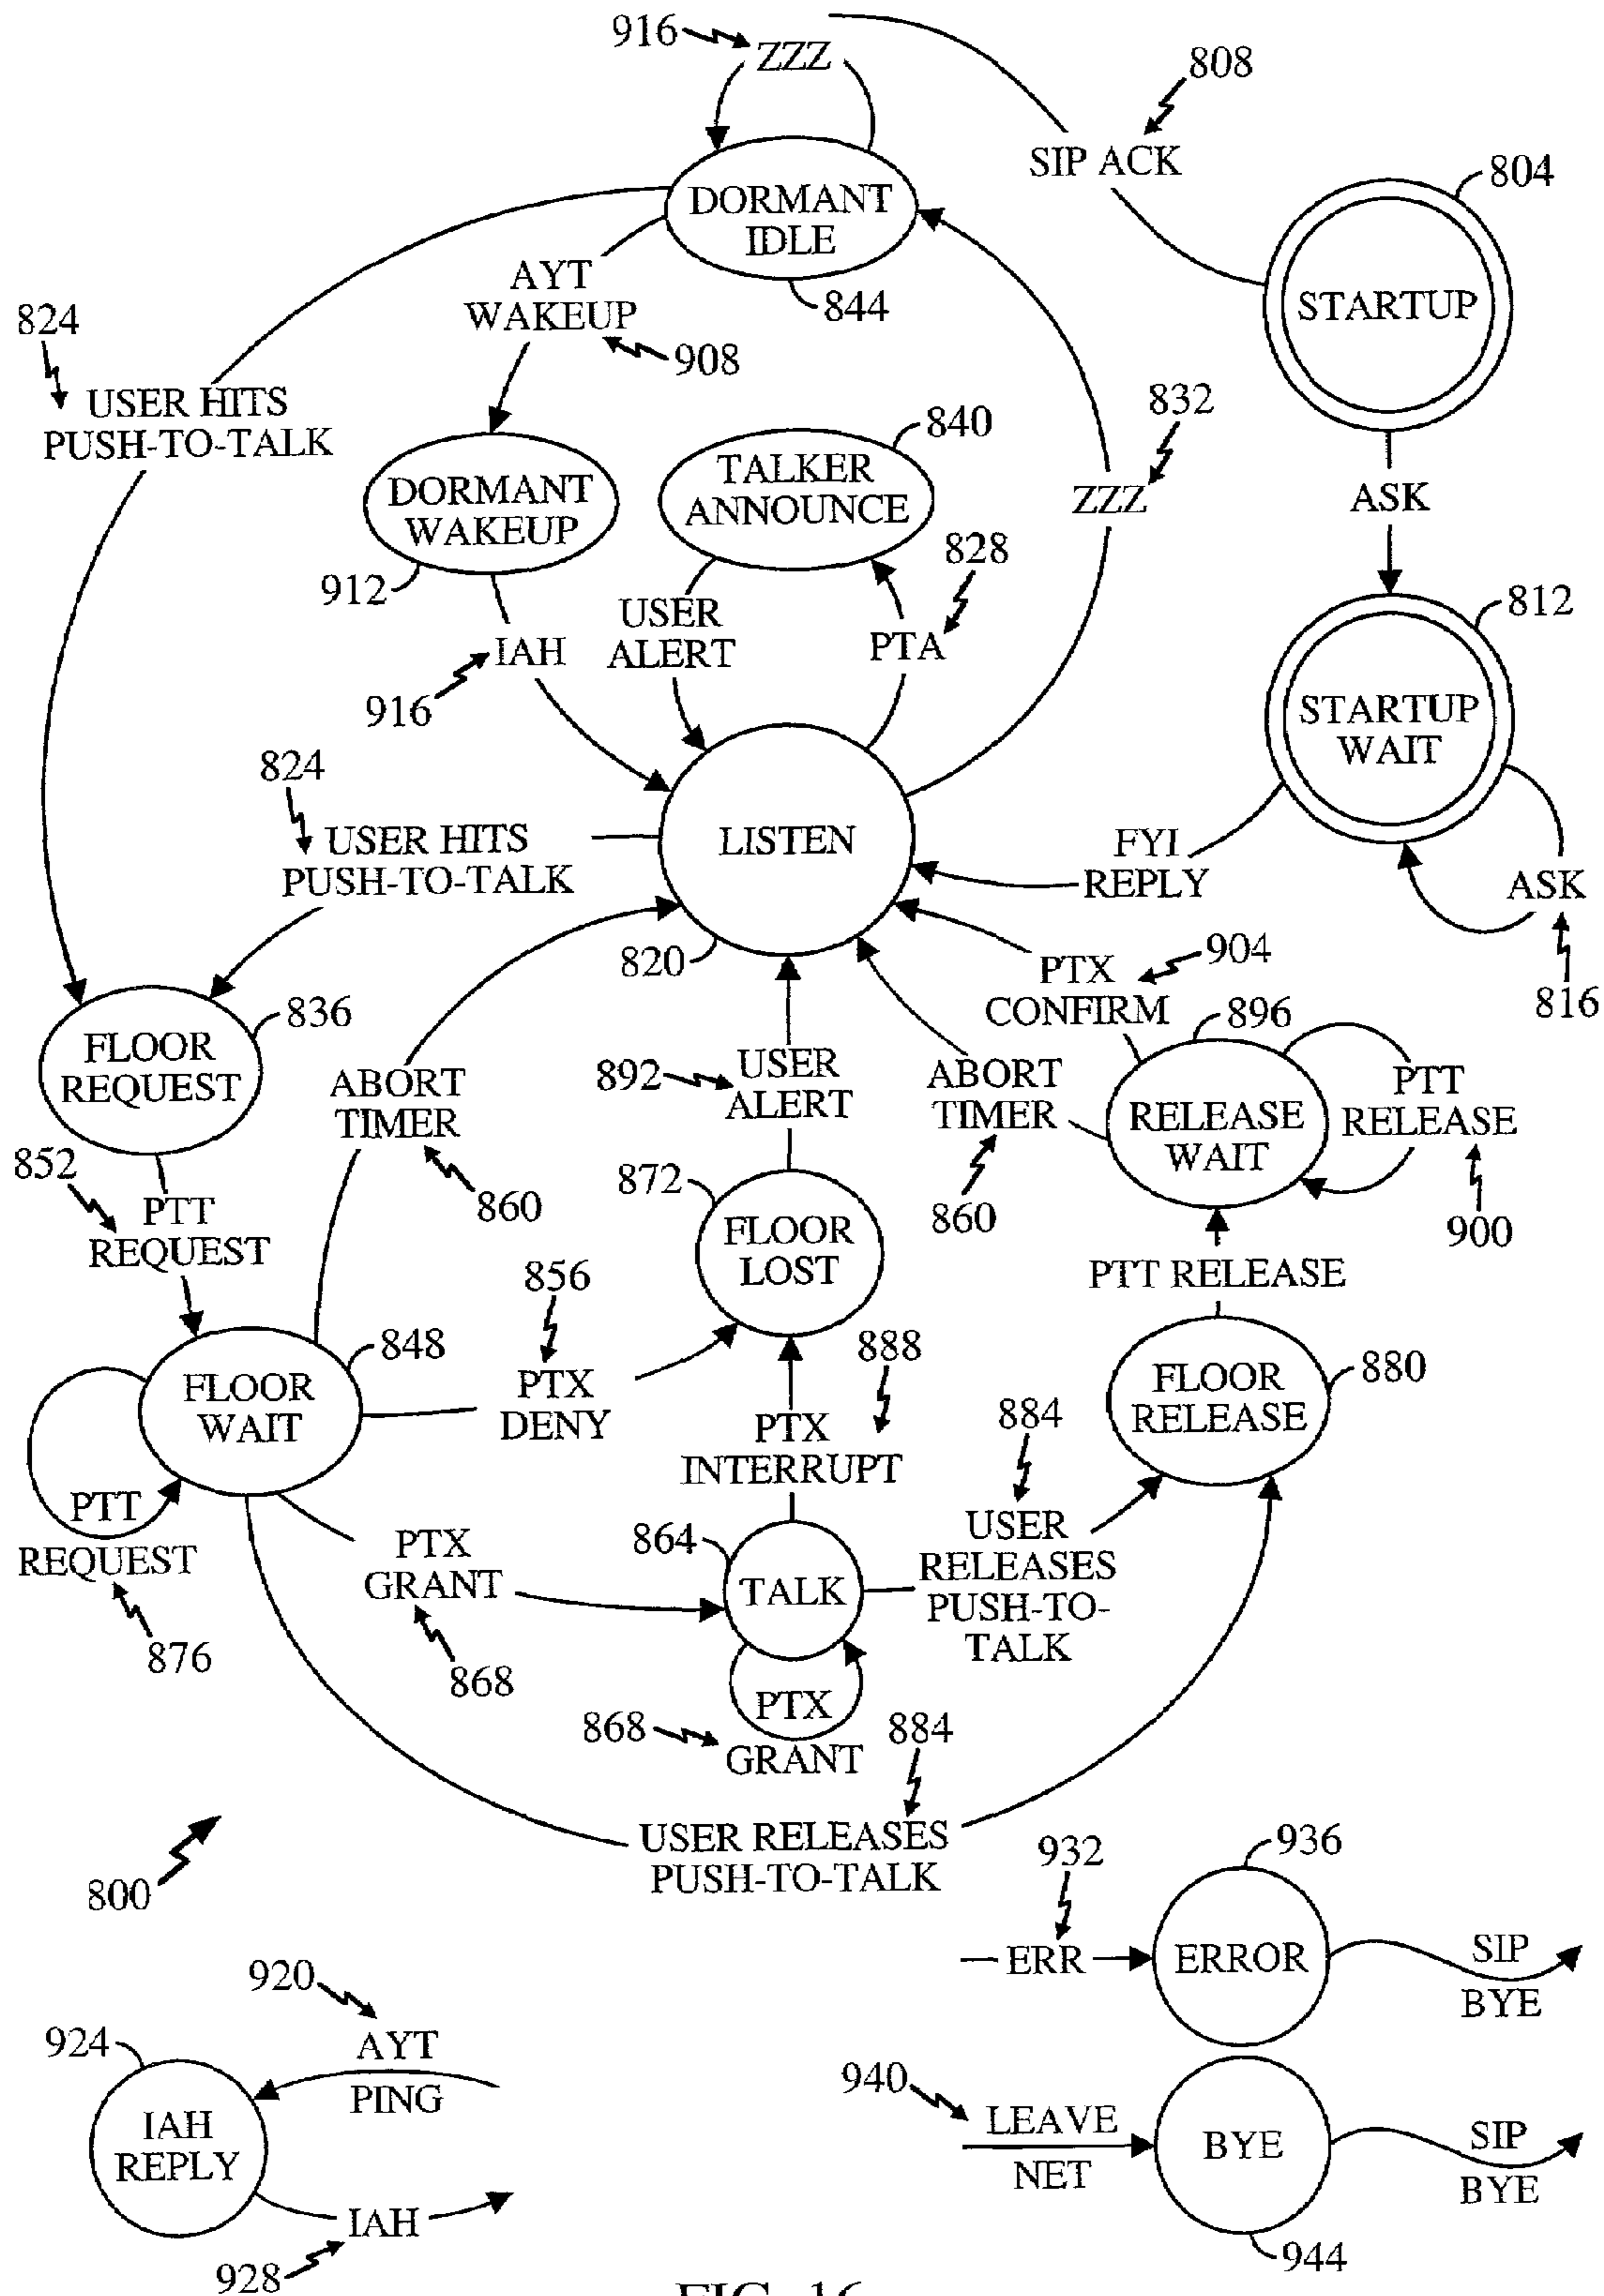 916
ZZZ
808
SIP ACK
804
DORMANT
IDLE
STARTUP
844
AYT
WAKEUP
908
824
USER HITS
PUSH-TO-TALK
832
ZZZ
840
TALKER
ANNOUNCE
DORMANT
WAKEUP
912
ASK
828
PTA
USER
ALERT
IAH
916
812
STARTUP
WAIT
824
USER HITS
PUSH-TO-TALK
LISTEN
820
FYI
REPLY
ASK
816
904
PTX
CONFIRM
836
FLOOR
REQUEST
ABORT
TIMER
860
892
USER
ALERT
ABORT
TIMER
860
896
RELEASE
WAIT
PTT
RELEASE
900
852
PTT
REQUEST
872
FLOOR
LOST
PTT RELEASE
856
PTX
DENY
848
FLOOR
WAIT
888
PTX
INTERRUPT
880
FLOOR
RELEASE
884
USER
RELEASES
PUSH-TO-
TALK
PTT
REQUEST
876
PTX
GRANT
868
864
TALK
PTX
GRANT
868
884
USER RELEASES
PUSH-TO-TALK
800
932
ERR
936
ERROR
SIP
BYE
920
AYT
PING
924
IAH
REPLY
IAH
928
940
LEAVE
NET
BYE
944
SIP
BYE
FIG. 16